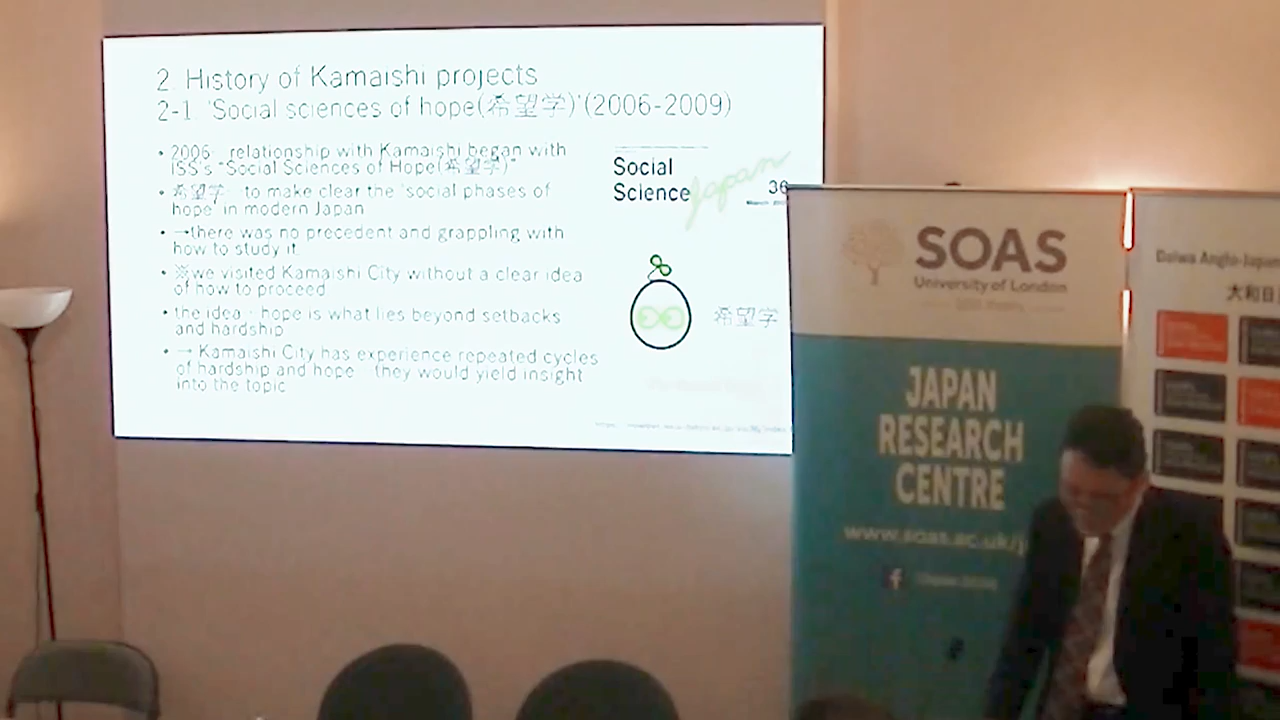 2. History of Kamaishi projects
2-1. 'Social sciences of hope(希望学)'(2006-2009)
• 2006: relationship with Kamaishi began with
ISS's "Social Sciences of Hope(希望学)"
• 希望学: to make clear the 'social phases of
hope' in modern Japan
• →there was no precedent and grappling with
how to study it.
• ※we visited Kamaishi City without a clear idea
of how to proceed
• the idea: hope is what lies beyond setbacks
and hardship
• → Kamaishi City has experience repeated cycles
of hardship and hope they would yield insight
into the topic
Social
Science
Japan
36
March
希望学
SOAS
University of London
JAPAN
RESEARCH
CENTRE
www.soas.ac.uk/j
Daiwa Anglo-Japan
大和日